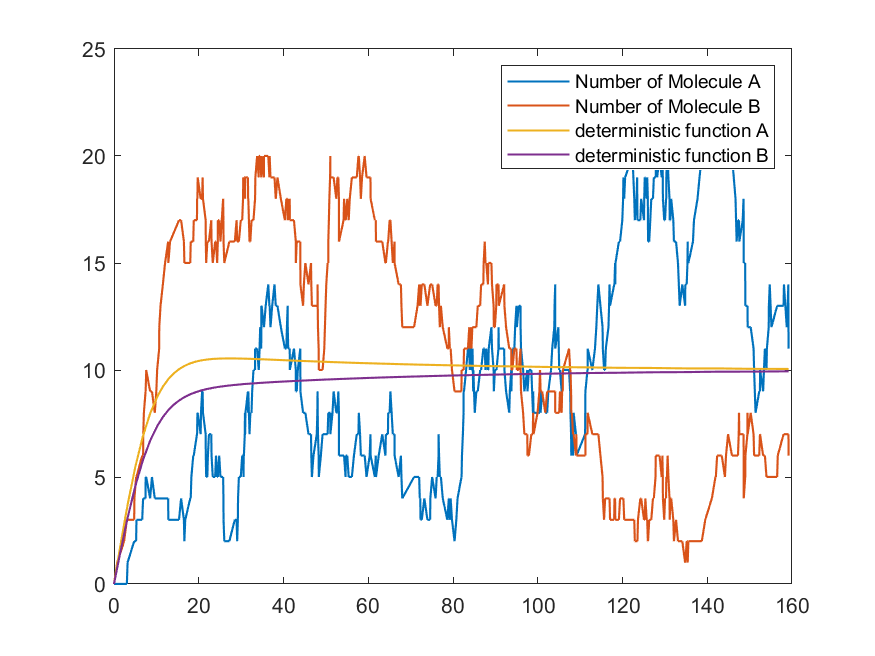 25
20
15
10
5
0
0 20 40 60 80 100 120 140 160
Number of Molecule A
Number of Molecule B
deterministic function A
deterministic function B